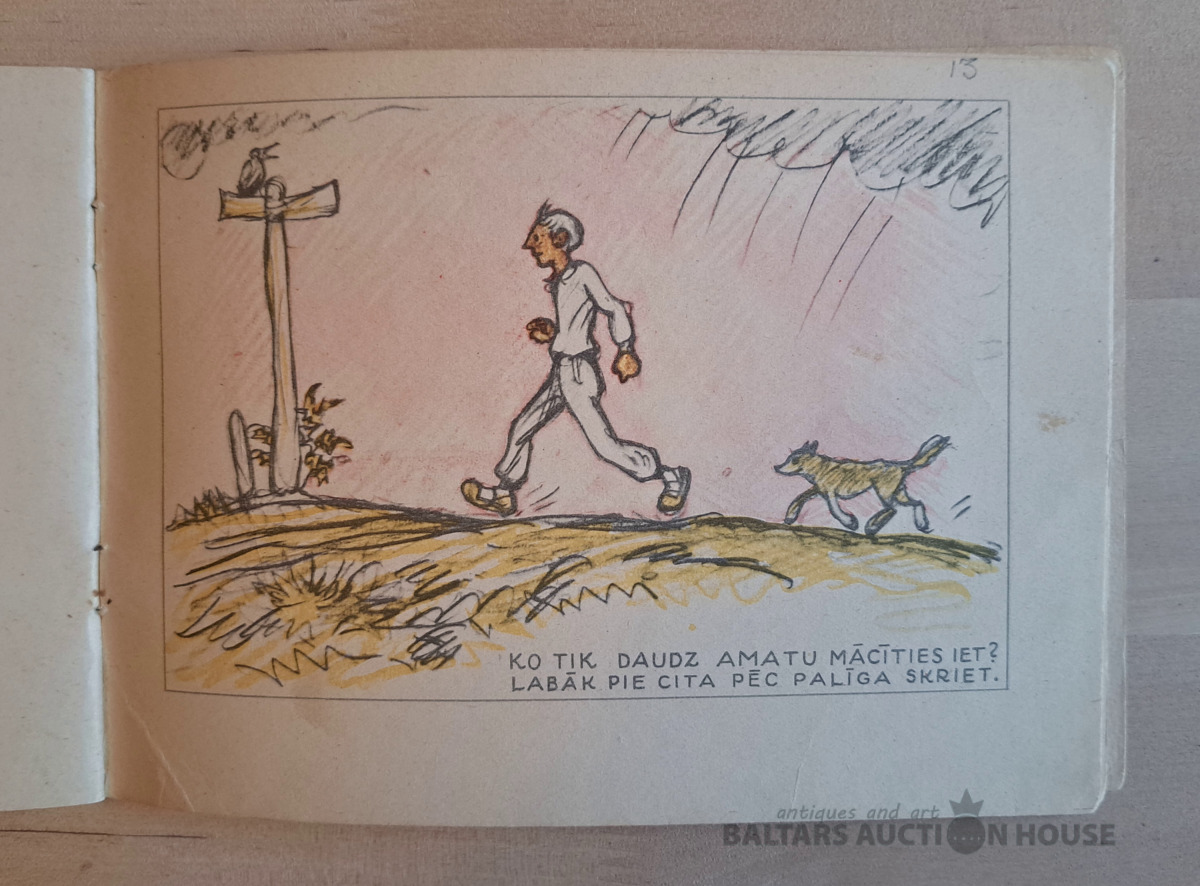 13
KO TIK DAUDZ AMATU MĀCĪTIES IET?
LABĀK PIE CITA PĒC PALĪGA SKRIET.
antiques and art
BALTARS AUCTION HOUSE